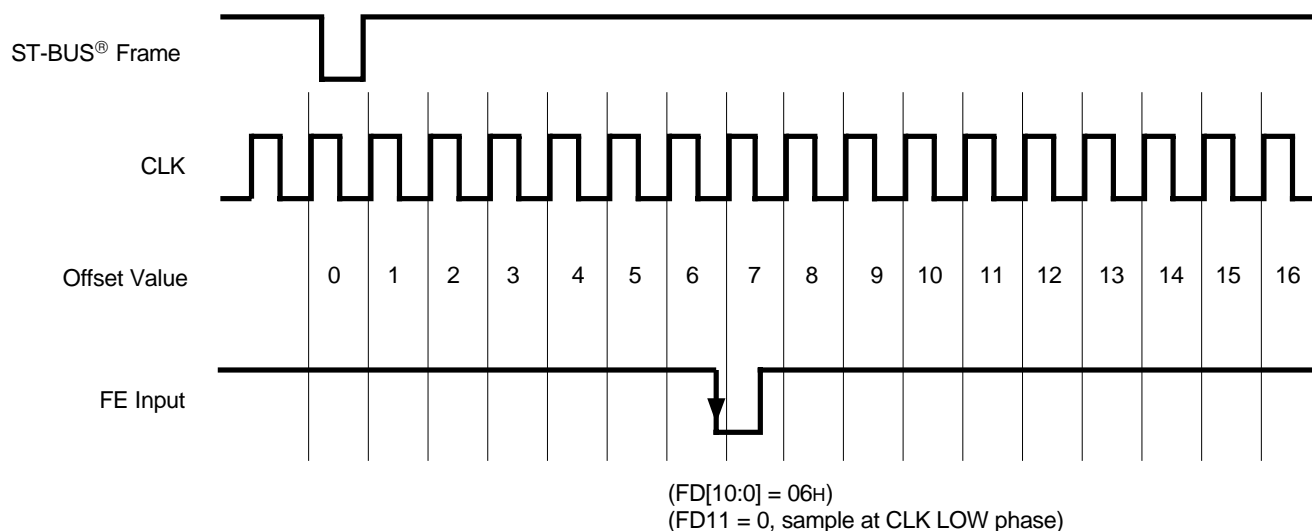 ST-BUS® Frame
CLK
Offset Value 0 1 2 3 4 5 6 7 8 9 10 11 12 13 14 15 16
FE Input
(FD[10:0] = 06H)
(FD11 = 0, sample at CLK LOW phase)